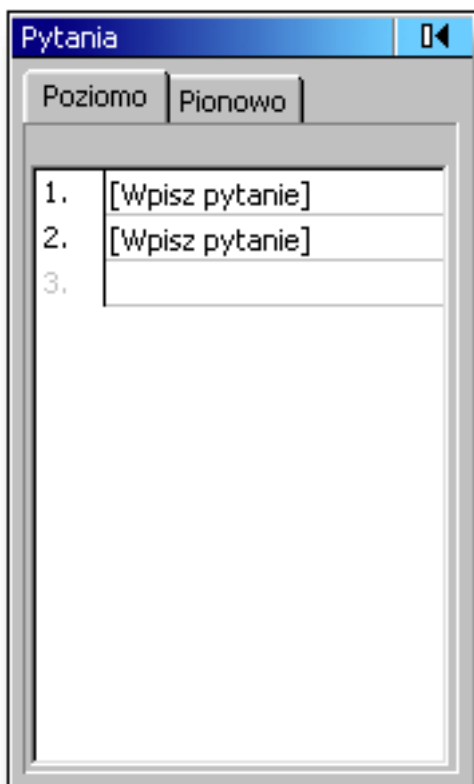 Pytania
Poziomo Pionowo
1. [Wpisz pytanie]
2. [Wpisz pytanie]
3.